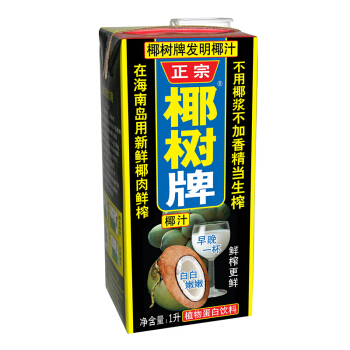 椰树牌发明椰汁
正宗
在海南岛用新鲜椰肉鲜榨
椰树牌
®
不用椰浆不加香精当生榨
椰汁
早晚
一杯
白白
嫩嫩
鲜榨更鲜
净含量:1升
植物蛋白饮料